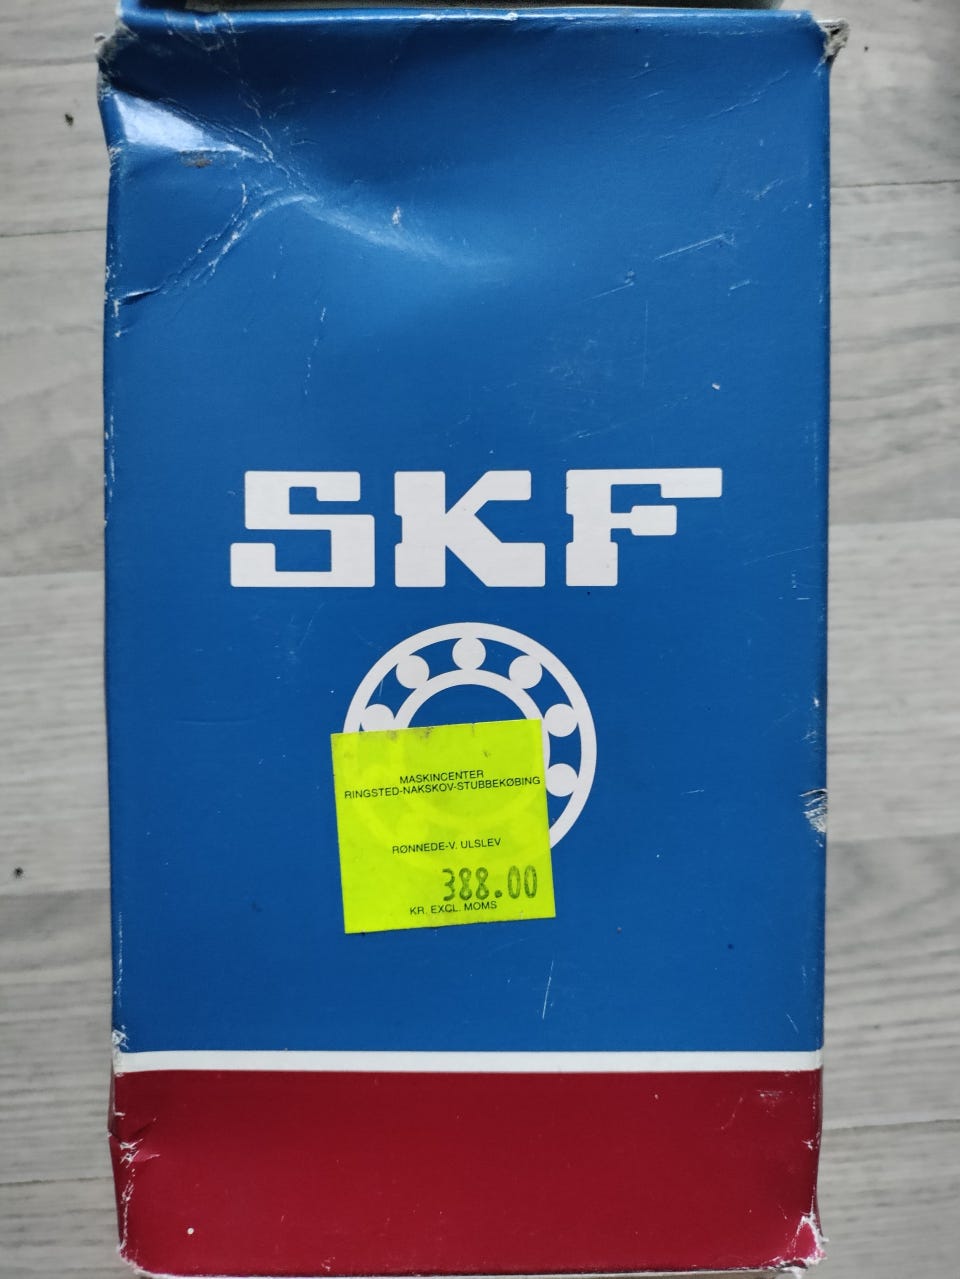 SKF
MASKINCENTER
RINGSTED-NAKSKOV-STUBBEKØBING
RØNNEDE-V. ULSLEV
388.00
KR. EXCL. MOMS